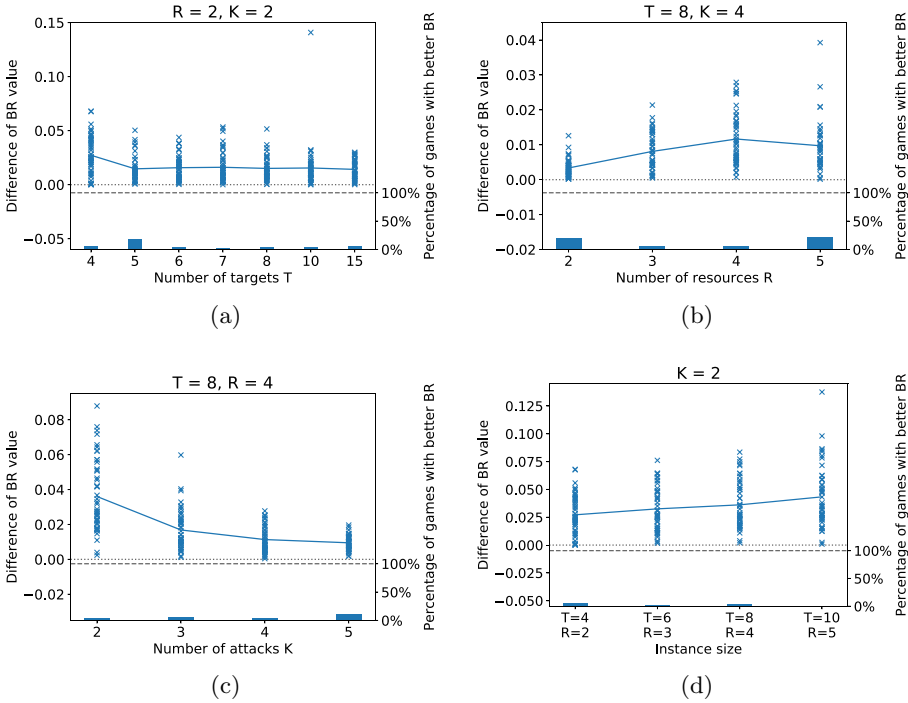 R = 2, K = 2
Difference of BR value
0.15
0.10
0.05
0.00
−0.05
100%
50%
0%
Percentage of games with better BR
4 5 6 7 8 10 15
Number of targets T
(a)
T = 8, K = 4
Difference of BR value
0.04
0.03
0.02
0.01
0.00
−0.01
−0.02
100%
50%
0%
Percentage of games with better BR
2 3 4 5
Number of resources R
(b)
T = 8, R = 4
Difference of BR value
0.08
0.06
0.04
0.02
0.00
−0.02
100%
50%
0%
Percentage of games with better BR
2 3 4 5
Number of attacks K
(c)
K = 2
Difference of BR value
0.125
0.100
0.075
0.050
0.025
0.000
−0.025
−0.050
100%
50%
0%
Percentage of games with better BR
T=4 T=6 T=8 T=10
R=2 R=3 R=4 R=5
Instance size
(d)